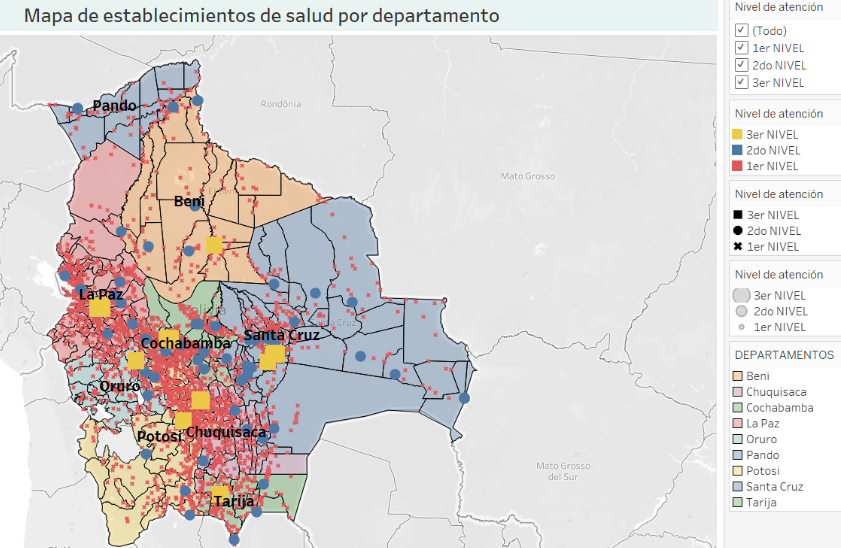 Mapa de establecimientos de salud por departamento
Nivel de atención
(Todo)
1er NIVEL
2do NIVEL
3er NIVEL
Nivel de atención
3er NIVEL
2do NIVEL
1er NIVEL
Nivel de atención
3er NIVEL
2do NIVEL
1er NIVEL
Nivel de atención
3er NIVEL
2do NIVEL
1er NIVEL
DEPARTAMENTOS
Beni
Chuquisaca
Cochabamba
La Paz
Oruro
Pando
Potosi
Santa Cruz
Tarija
Pando
Rondônia
Mato Grosso
Beni
La Paz
Santa Cruz
Cochabamba
Santa Cruz
Oruro
Potosi
Chuquisaca
Mato Grosso
do Sul
Tarija